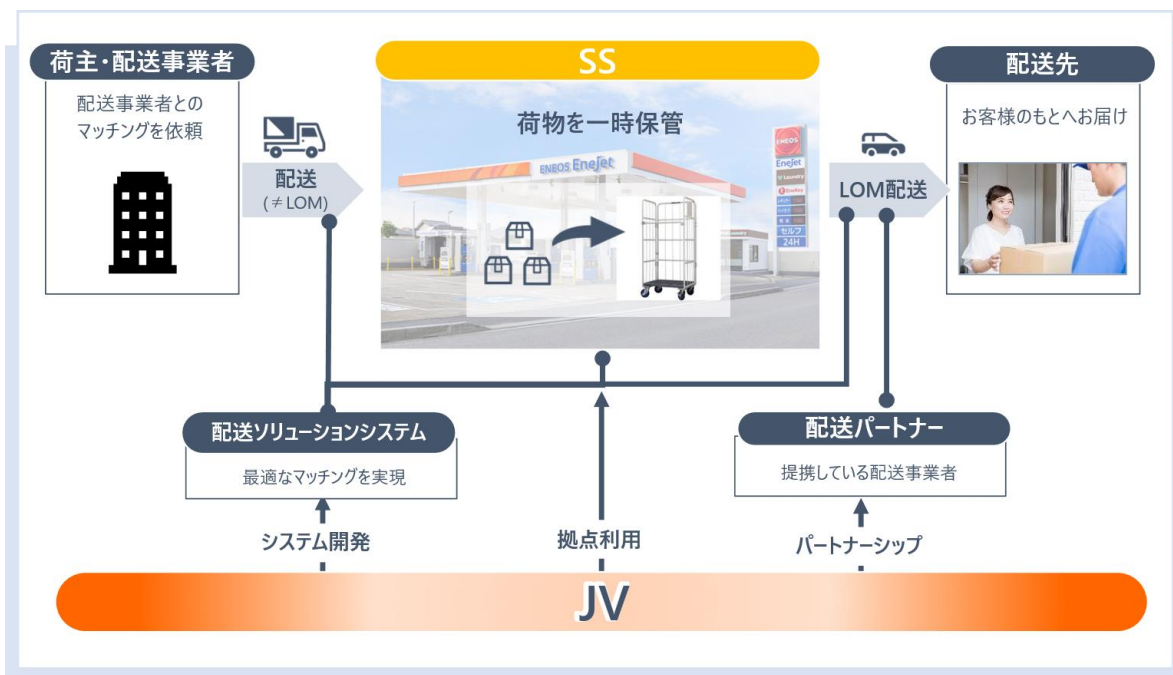 荷主・配送事業者
配送事業者との
マッチングを依頼
配送
(≠LOM)
SS
荷物を一時保管
ENEOS EneJet
ENEOS
EneJet
Laundry
EneKey
セルフ
24H
LOM配送
配送先
お客様のもとへお届け
配送ソリューションシステム
最適なマッチングを実現
配送パートナー
提携している配送事業者
システム開発
拠点利用
パートナーシップ
JV